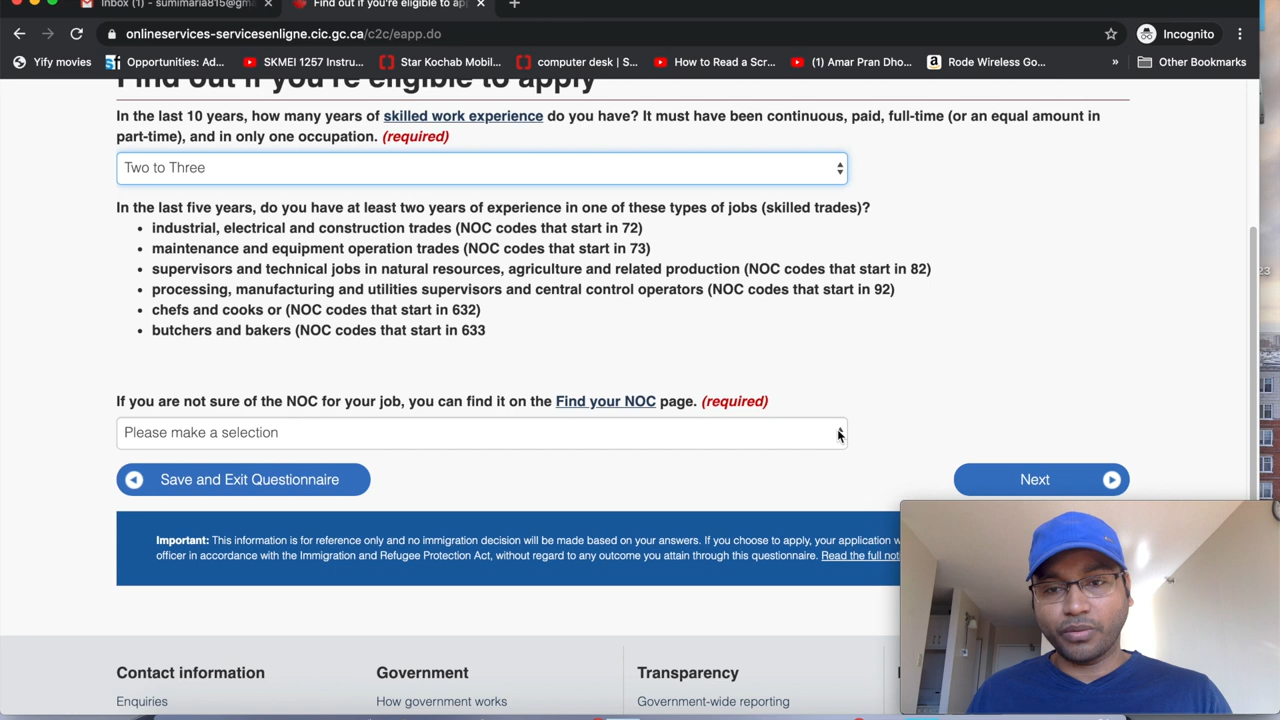 Inbox (1) - sumimaria815@gma
Find out if you're eligible to ap
onlineservices-servicesenligne.cic.gc.ca/c2c/eapp.do
Incognito
Yify movies
Opportunities: Ad...
SKMEI 1257 Instru...
Star Kochab Mobil...
computer desk | S...
How to Read a Scr...
(1) Amar Pran Dho...
Rode Wireless Go...
»
Other Bookmarks
Find out if you're eligible to apply
In the last 10 years, how many years of skilled work experience do you have? It must have been continuous, paid, full-time (or an equal amount in
part-time), and in only one occupation. (required)
Two to Three
In the last five years, do you have at least two years of experience in one of these types of jobs (skilled trades)?
• industrial, electrical and construction trades (NOC codes that start in 72)
• maintenance and equipment operation trades (NOC codes that start in 73)
• supervisors and technical jobs in natural resources, agriculture and related production (NOC codes that start in 82)
• processing, manufacturing and utilities supervisors and central control operators (NOC codes that start in 92)
• chefs and cooks or (NOC codes that start in 632)
• butchers and bakers (NOC codes that start in 633
If you are not sure of the NOC for your job, you can find it on the Find your NOC page. (required)
Please make a selection
Save and Exit Questionnaire
Next
Important: This information is for reference only and no immigration decision will be made based on your answers. If you choose to apply, your application w
officer in accordance with the Immigration and Refugee Protection Act, without regard to any outcome you attain through this questionnaire. Read the full not
Contact information
Government
Transparency
Enquiries
How government works
Government-wide reporting
23